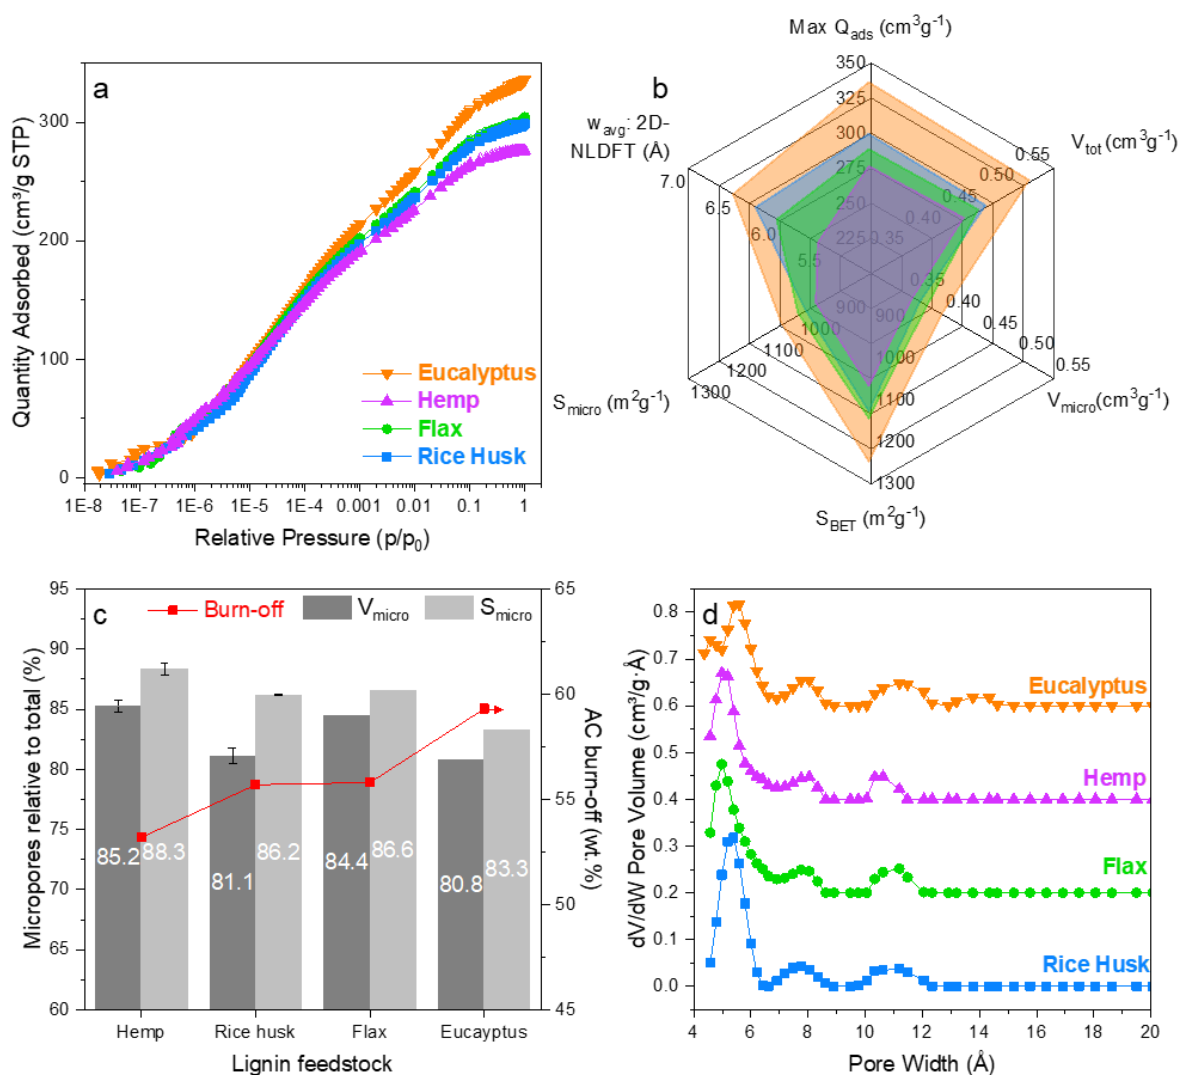 a
Quantity Adsorbed (cm³/g STP)
300
200
100
0
1E-8 1E-7 1E-6 1E-5 1E-4 0.001 0.01 0.1 1
Relative Pressure (p/p₀)
Eucalyptus
Hemp
Flax
Rice Husk
b
Max Q_ads (cm³g⁻¹)
350
325
300
275
250
225
V_tot (cm³g⁻¹)
0.55
0.50
0.45
0.40
0.35
V_micro(cm³g⁻¹)
0.35
0.40
0.45
0.50
0.55
S_BET (m²g⁻¹)
900
1000
1100
1200
1300
S_micro (m²g⁻¹)
900
1000
1100
1200
1300
w_avg: 2D-
NLDFT (Å)
7.0
6.5
6.0
5.5
c
Burn-off V_micro S_micro
Micropores relative to total (%)
95
90
85
80
75
70
65
60
85.2 88.3 81.1 86.2 84.4 86.6 80.8 83.3
65
60
55
50
45
AC burn-off (wt.%)
Hemp Rice husk Flax Eucayptus
Lignin feedstock
d
dV/dW Pore Volume (cm³/g·Å)
0.8
0.7
0.6
0.5
0.4
0.3
0.2
0.1
0.0
Eucalyptus
Hemp
Flax
Rice Husk
4 6 8 10 12 14 16 18 20
Pore Width (Å)